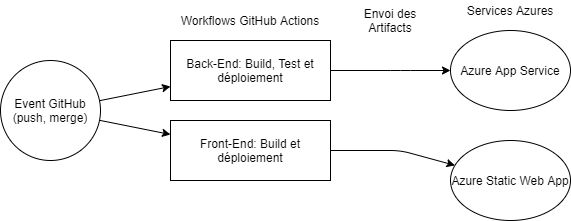 Workflows GitHub Actions
Envoi des
Artifacts
Services Azures
Event GitHub
(push, merge)
Back-End: Build, Test et
déploiement
Azure App Service
Front-End: Build et
déploiement
Azure Static Web App